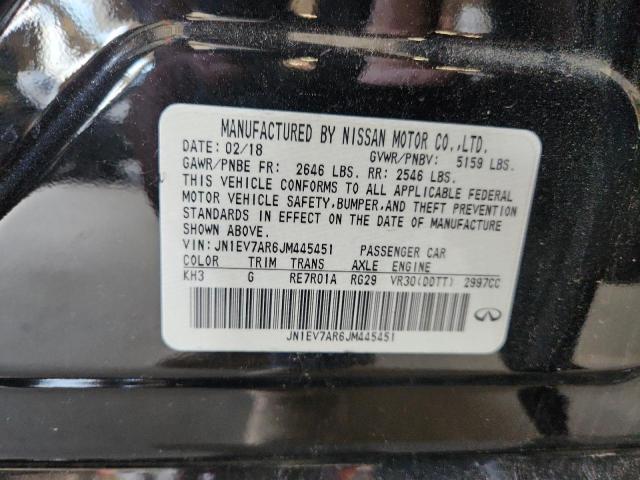 MANUFACTURED BY NISSAN MOTOR CO.,LTD.
DATE: 02/18 GVWR/PNBV: 5159 LBS.
GAWR/PNBE FR: 2646 LBS. RR: 2546 LBS.
THIS VEHICLE CONFORMS TO ALL APPLICABLE FEDERAL
MOTOR VEHICLE SAFETY,BUMPER,AND THEFT PREVENTION
STANDARDS IN EFFECT ON THE DATE OF MANUFACTURE
SHOWN ABOVE.
VIN: JN1EV7AR6JM445451 PASSENGER CAR
COLOR TRIM TRANS AXLE ENGINE
KH3 G RE7R01A RG29 VR30(DDTT) 2997CC
JN1EV7AR6JM445451